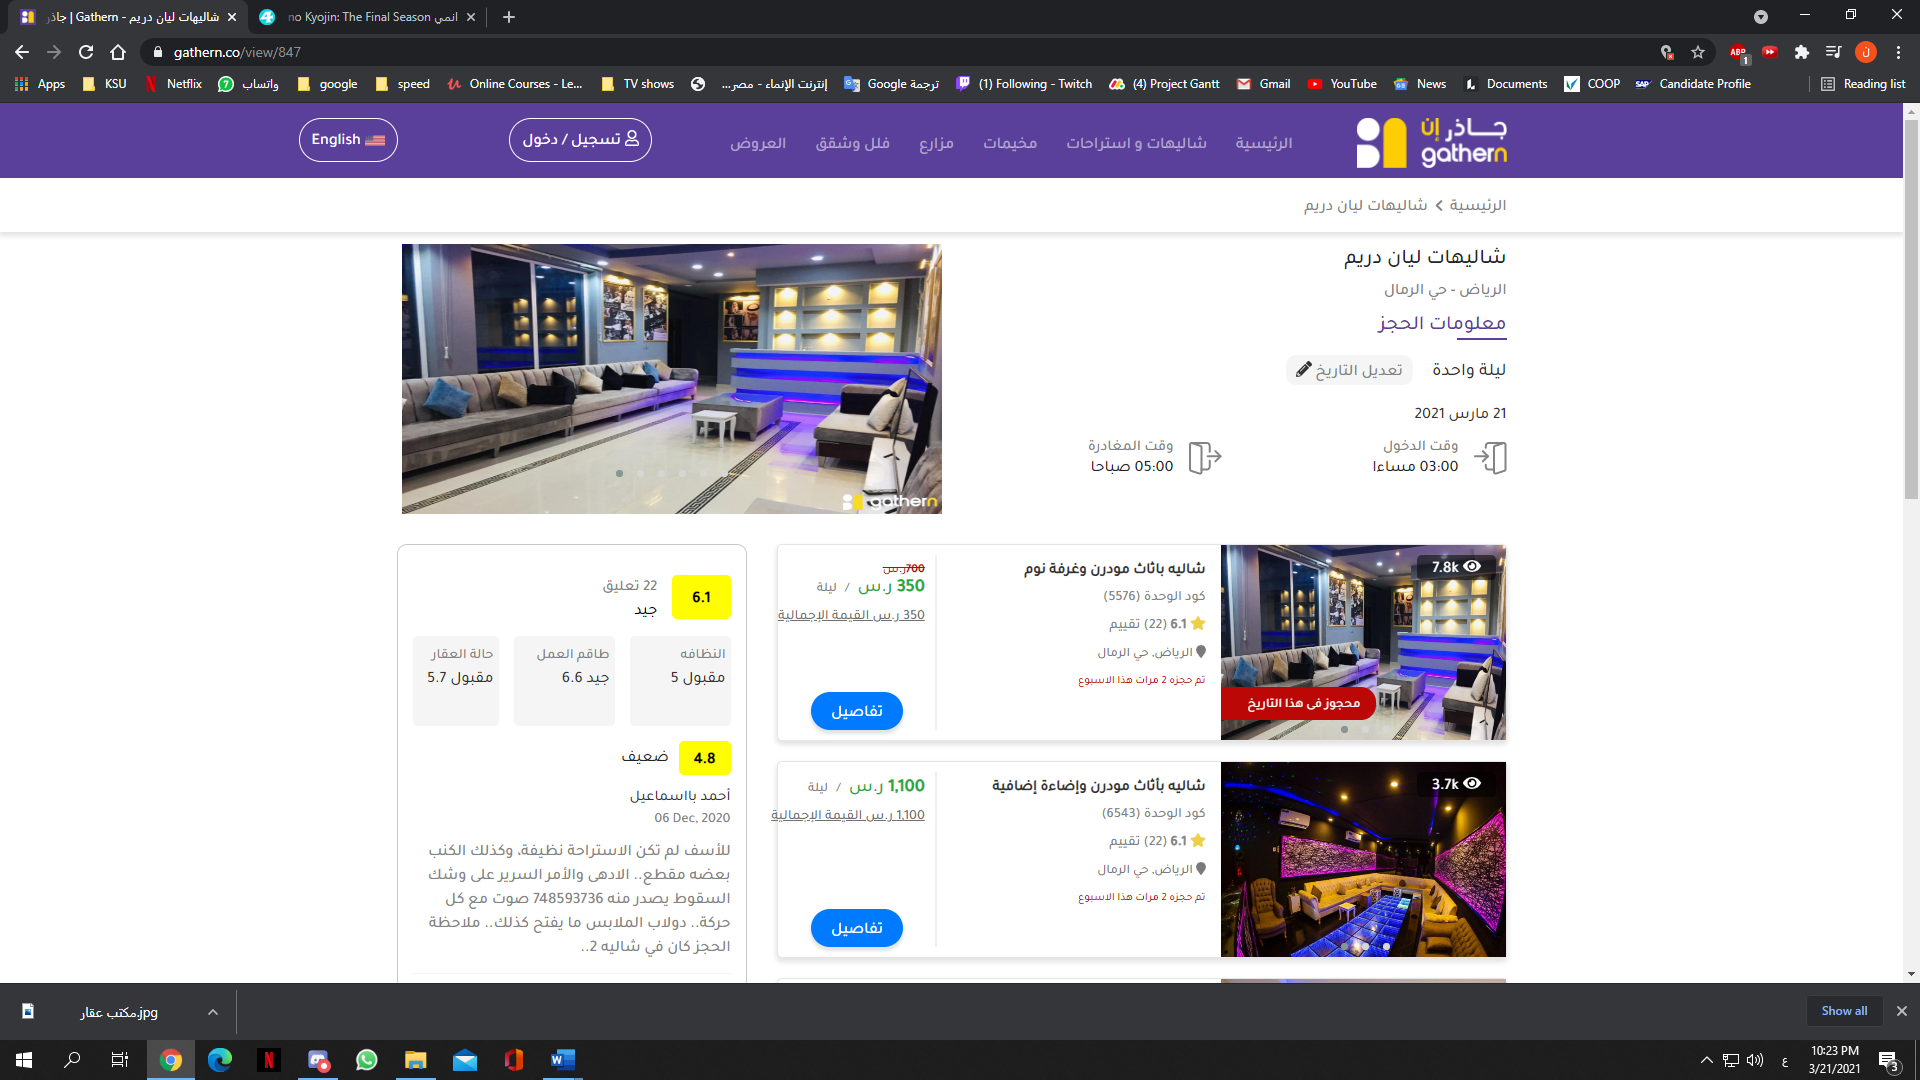 شاليهات ليان دريم - Gathern | جاذر
انمي no Kyojin: The Final Season
gathern.co/view/847
Apps
KSU
Netflix
واتساب
google
speed
Online Courses - Le...
TV shows
إنترنت الإنماء - مصر...
ترجمة Google
(1) Following - Twitch
(4) Project Gantt
Gmail
YouTube
News
Documents
COOP
Candidate Profile
Reading list
جاذر إن
gathern
الرئيسية
شاليهات و استراحات
مخيمات
مزارع
فلل وشقق
العروض
تسجيل / دخول
English
الرئيسية > شاليهات ليان دريم
شاليهات ليان دريم
الرياض - حي الرمال
معلومات الحجز
ليلة واحدة
تعديل التاريخ
21 مارس 2021
وقت الدخول
03:00 مساءا
وقت المغادرة
05:00 صباحا
gathern
7.8k
محجوز في هذا التاريخ
شاليه باثاث مودرن وغرفة نوم
كود الوحدة (5576)
6.1 (22) تقييم
الرياض, حي الرمال
تم حجزه 2 مرات هذا الاسبوع
700ر.س
350 ر.س / ليلة
350 ر.س القيمة الإجمالية
تفاصيل
3.7k
شاليه بأثاث مودرن وإضاءة إضافية
كود الوحدة (6543)
6.1 (22) تقييم
الرياض, حي الرمال
تم حجزه 2 مرات هذا الاسبوع
1,100 ر.س / ليلة
1,100 ر.س القيمة الإجمالية
تفاصيل
6.1
22 تعليق
جيد
النظافه
مقبول 5
طاقم العمل
جيد 6.6
حالة العقار
مقبول 5.7
4.8
ضعيف
أحمد بااسماعيل
06 Dec, 2020
للأسف لم تكن الاستراحة نظيفة، وكذلك الكنب
بعضه مقطع.. الادهى والأمر السرير على وشك
السقوط يصدر منه 748593736 صوت مع كل
حركة.. دولاب الملابس ما يفتح كذلك.. ملاحظة
الحجز كان في شاليه 2..
مكتب عقار.jpg
Show all
ع
10:23 PM
3/21/2021
3